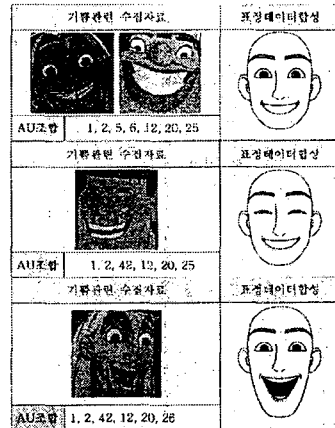 기쁨관련 수집자료 표정데이터합성
AU조합 1, 2, 5, 6, 12, 20, 25
기쁨관련 수집자료 표정데이터합성
AU조합 1, 2, 42, 12, 20, 25
기쁨관련 수집자료 표정데이터합성
AU조합 1, 2, 42, 12, 20, 26